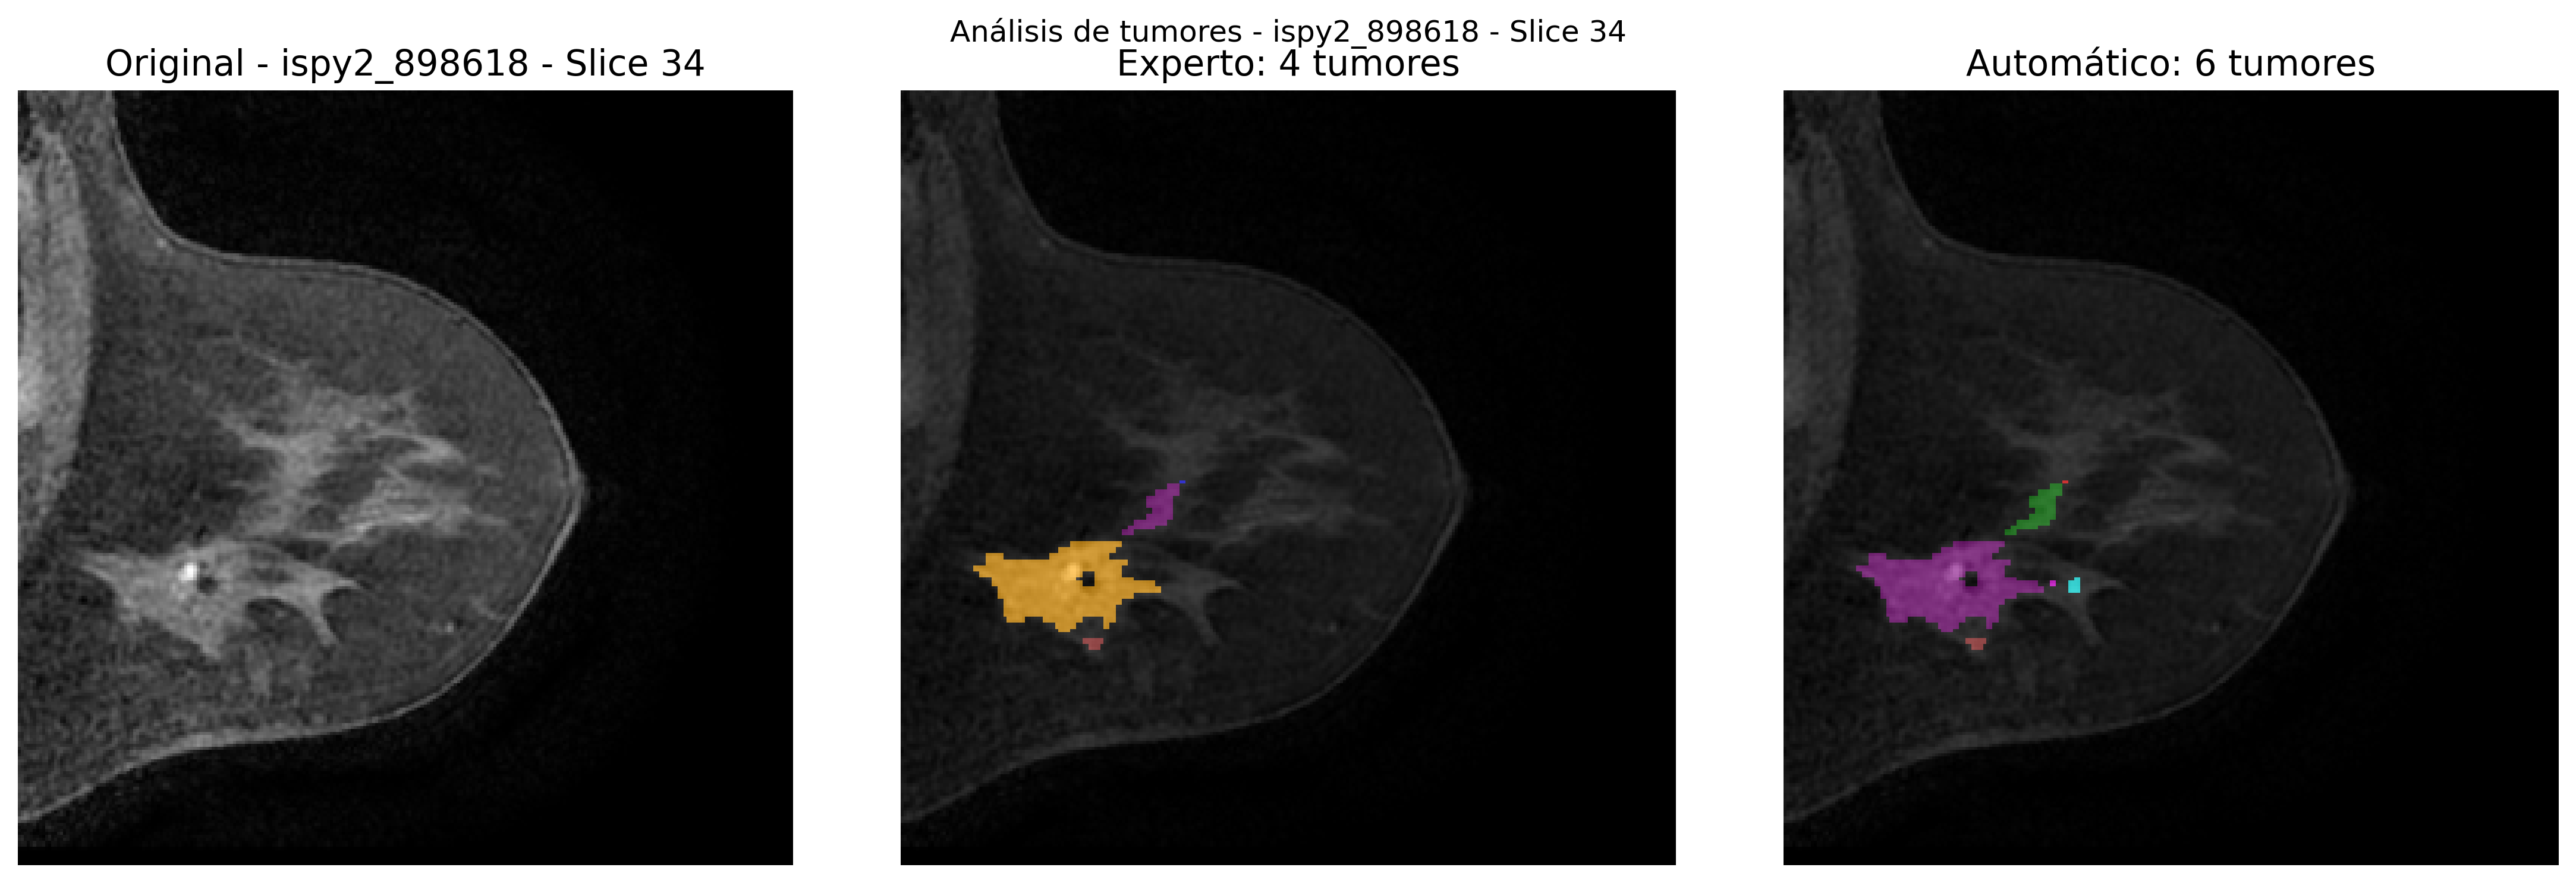 Análisis de tumores - ispy2_898618 - Slice 34
Original - ispy2_898618 - Slice 34
Experto: 4 tumores
Automático: 6 tumores